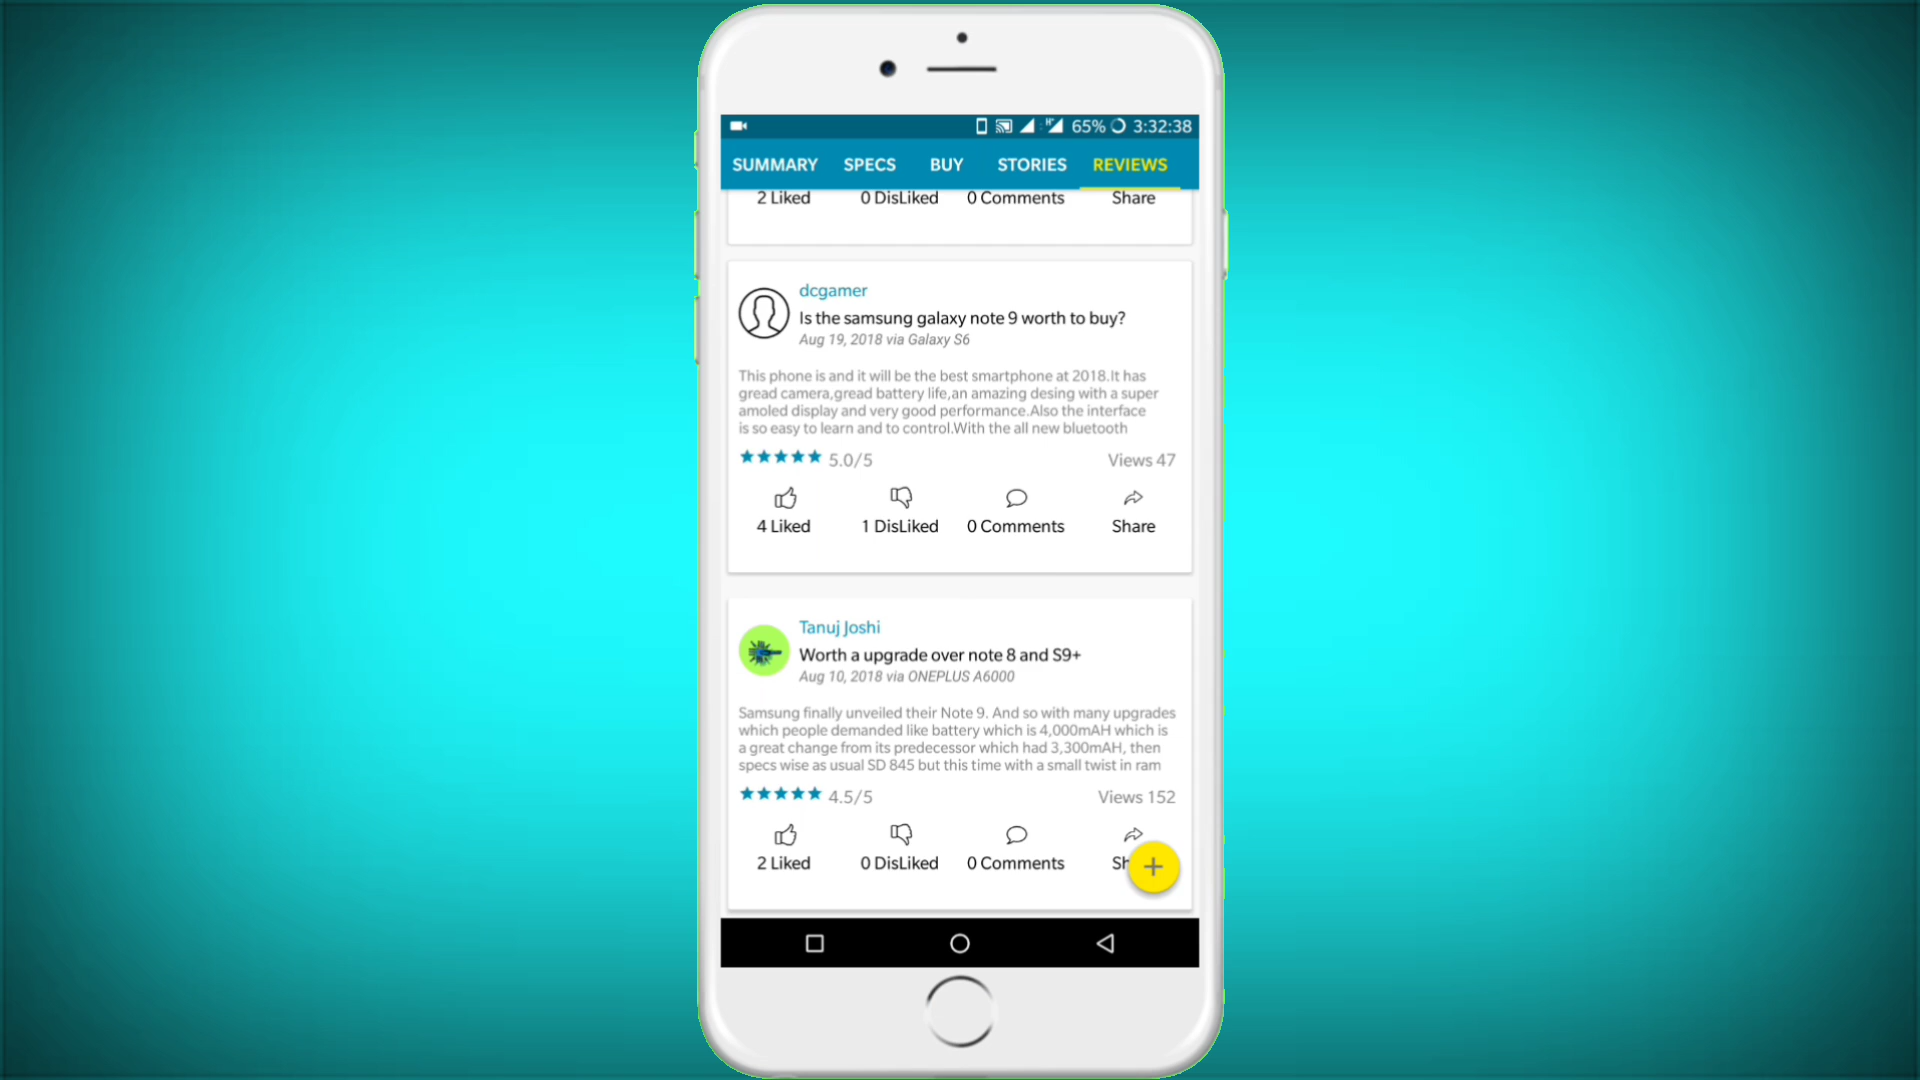 65% 3:32:38
SUMMARY SPECS BUY STORIES REVIEWS
2 Liked 0 DisLiked 0 Comments Share
dcgamer
Is the samsung galaxy note 9 worth to buy?
Aug 19, 2018 via Galaxy S6
This phone is and it will be the best smartphone at 2018.It has
gread camera,gread battery life,an amazing desing with a super
amoled display and very good performance.Also the interface
is so easy to learn and to control.With the all new bluetooth
5.0/5 Views 47
4 Liked 1 DisLiked 0 Comments Share
Tanuj Joshi
Worth a upgrade over note 8 and S9+
Aug 10, 2018 via ONEPLUS A6000
Samsung finally unveiled their Note 9. And so with many upgrades
which people demanded like battery which is 4,000mAH which is
a great change from its predecessor which had 3,300mAH, then
specs wise as usual SD 845 but this time with a small twist in ram
4.5/5 Views 152
2 Liked 0 DisLiked 0 Comments